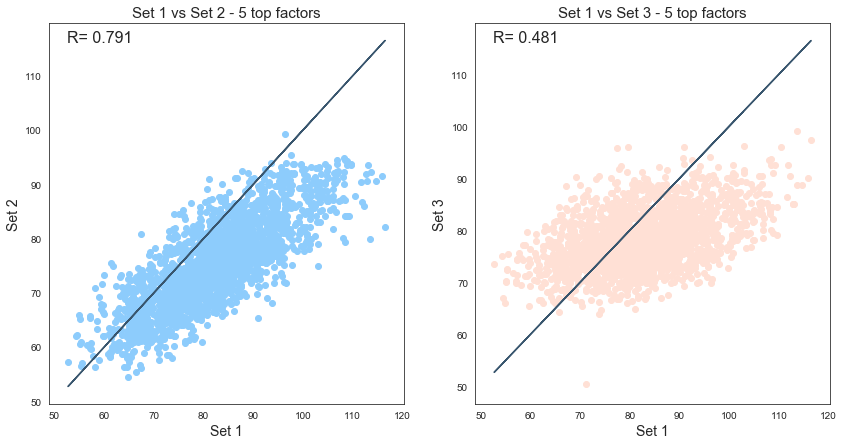 Set 1 vs Set 2 - 5 top factors
R= 0.791
110
100
90
80
70
60
50
Set 2
50 60 70 80 90 100 110 120
Set 1
Set 1 vs Set 3 - 5 top factors
R= 0.481
110
100
90
80
70
60
50
Set 3
50 60 70 80 90 100 110 120
Set 1